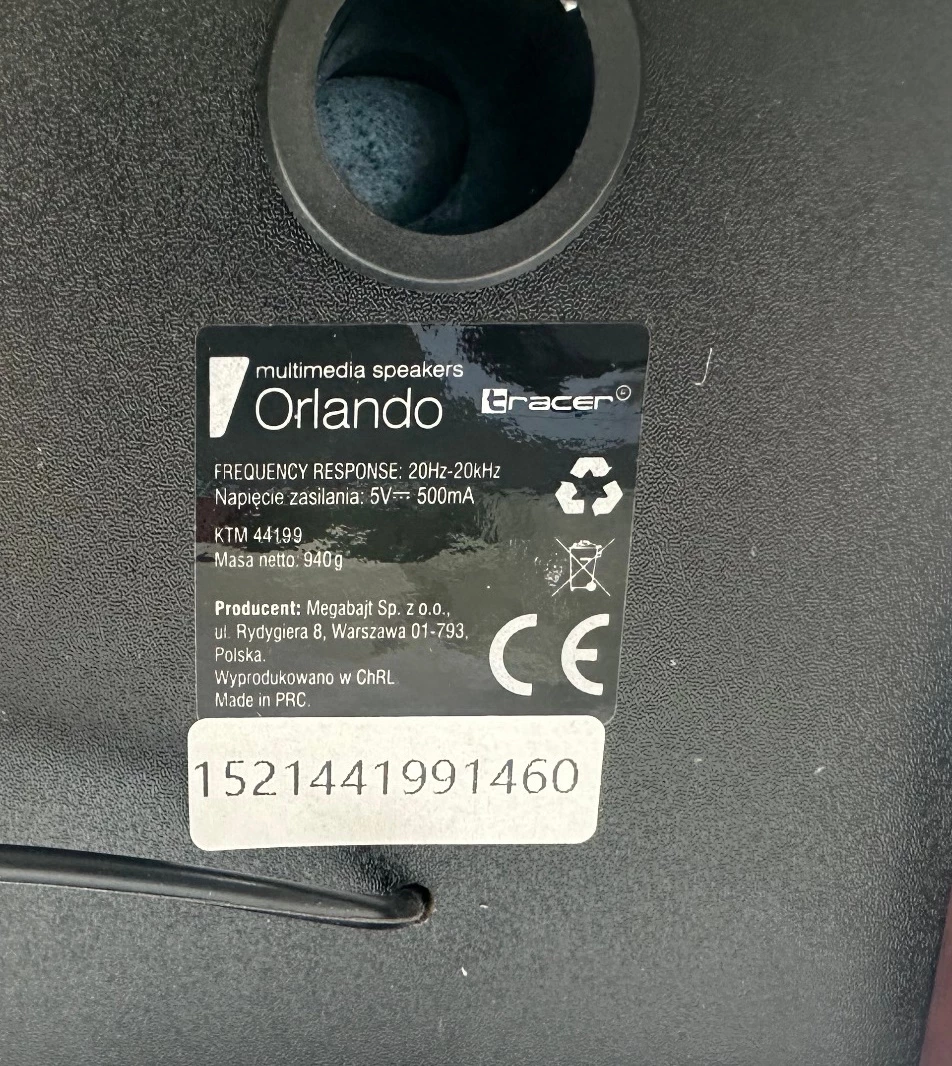 multimedia speakers
Orlando
tracer®
FREQUENCY RESPONSE: 20Hz-20kHz
Napięcie zasilania: 5V⎓ 500mA
KTM 44199
Masa netto: 940g
Producent: Megabajt Sp. z o.o.,
ul. Rydygiera 8, Warszawa 01-793,
Polska.
Wyprodukowano w ChRL
Made in PRC.
CE
1521441991460